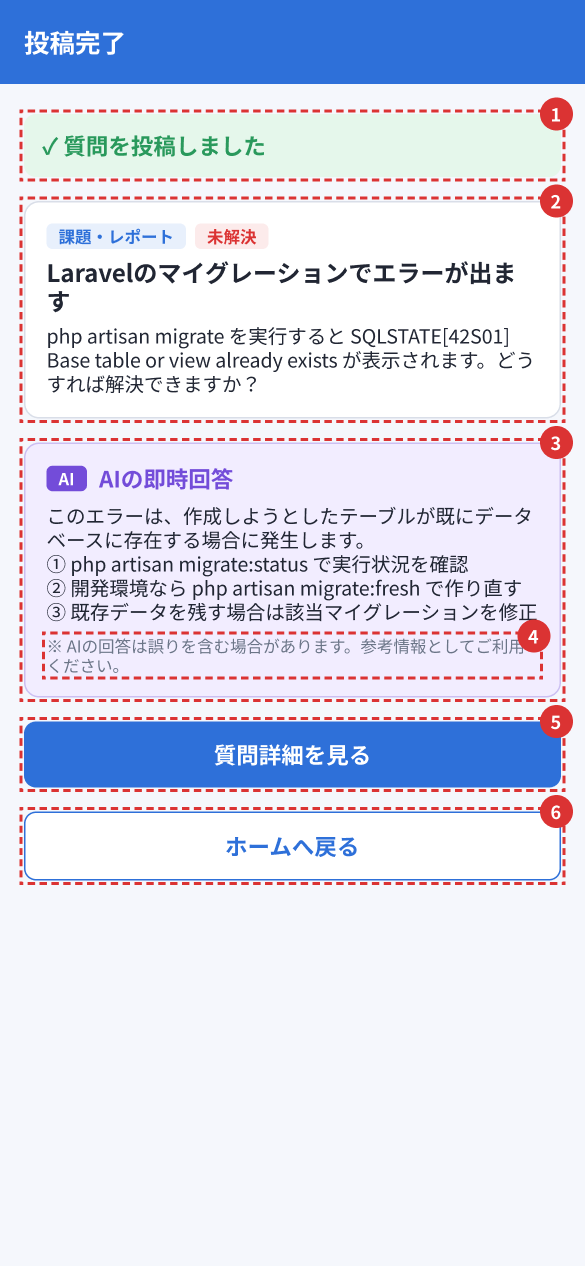 投稿完了
1
✓ 質問を投稿しました
2
課題・レポート 未解決
Laravelのマイグレーションでエラーが出ま
す
php artisan migrate を実行すると SQLSTATE[42S01]
Base table or view already exists が表示されます。どう
すれば解決できますか？
3
AI AIの即時回答
このエラーは、作成しようとしたテーブルが既にデータ
ベースに存在する場合に発生します。
① php artisan migrate:status で実行状況を確認
② 開発環境なら php artisan migrate:fresh で作り直す
③ 既存データを残す場合は該当マイグレーションを修正
4
※ AIの回答は誤りを含む場合があります。参考情報としてご利用
ください。
5
質問詳細を見る
6
ホームへ戻る